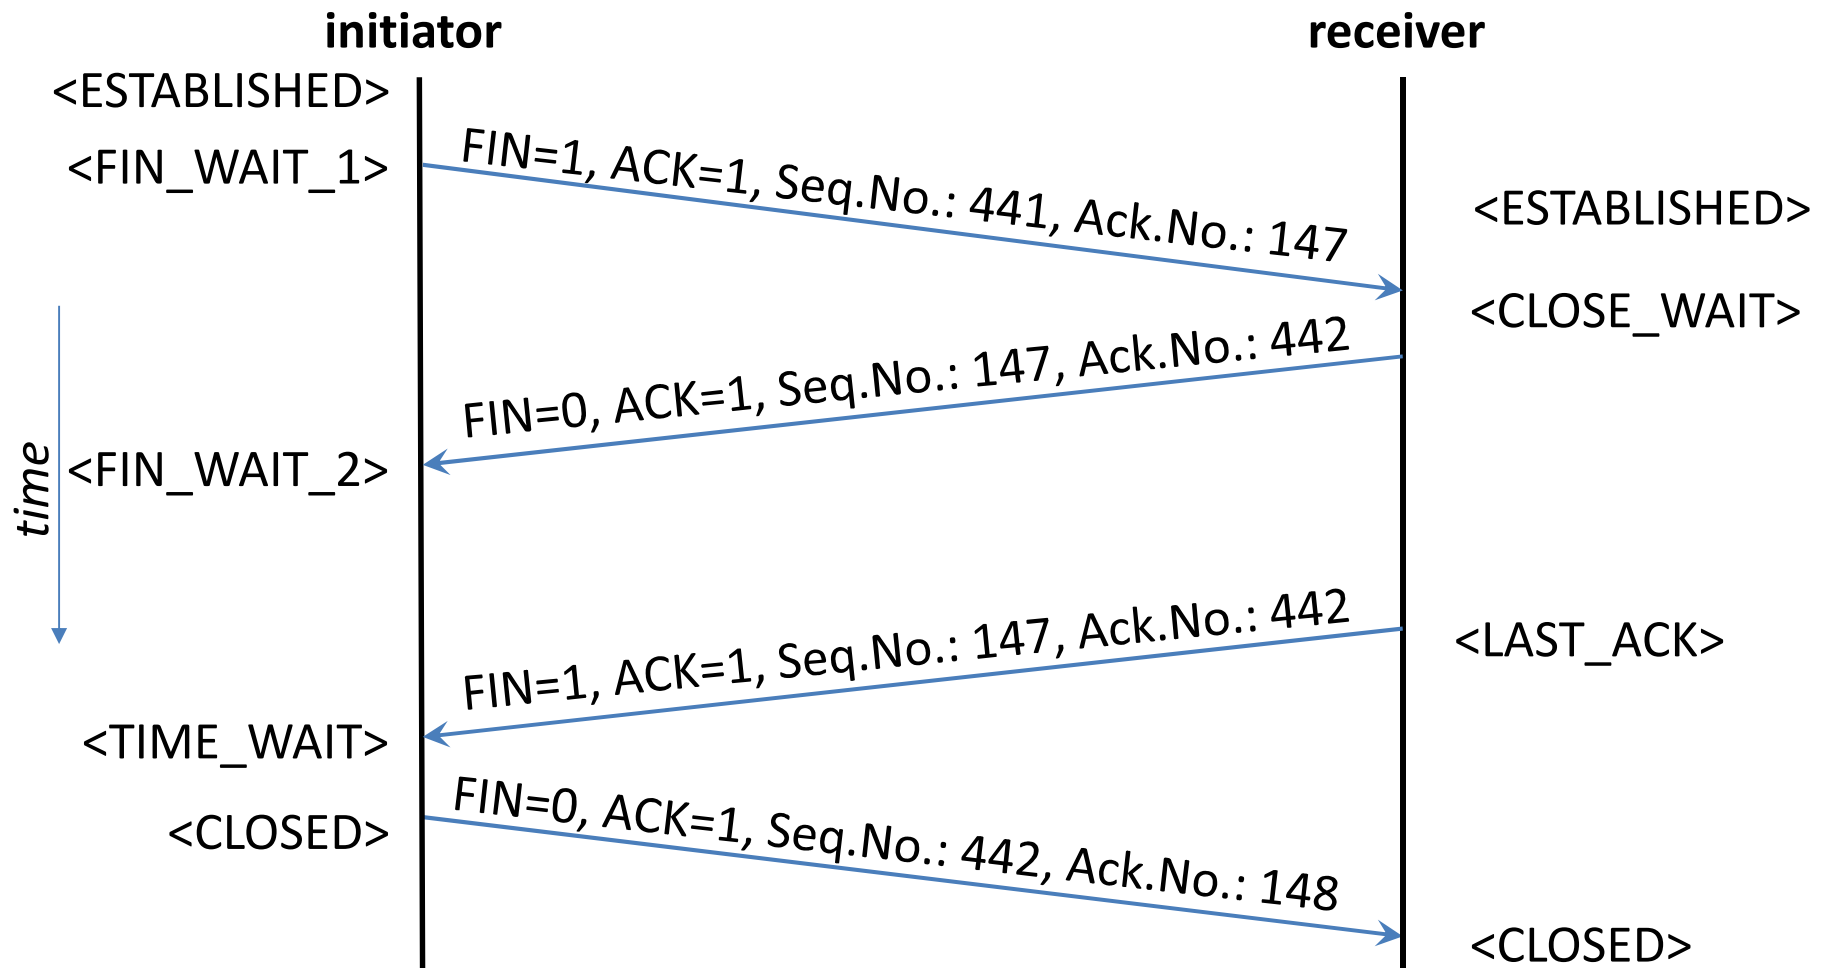 initiator
receiver
<ESTABLISHED>
<FIN_WAIT_1>
FIN=1, ACK=1, Seq.No.: 441, Ack.No.: 147
<ESTABLISHED>
<CLOSE_WAIT>
FIN=0, ACK=1, Seq.No.: 147, Ack.No.: 442
time
<FIN_WAIT_2>
FIN=1, ACK=1, Seq.No.: 147, Ack.No.: 442
<LAST_ACK>
<TIME_WAIT>
FIN=0, ACK=1, Seq.No.: 442, Ack.No.: 148
<CLOSED>
<CLOSED>